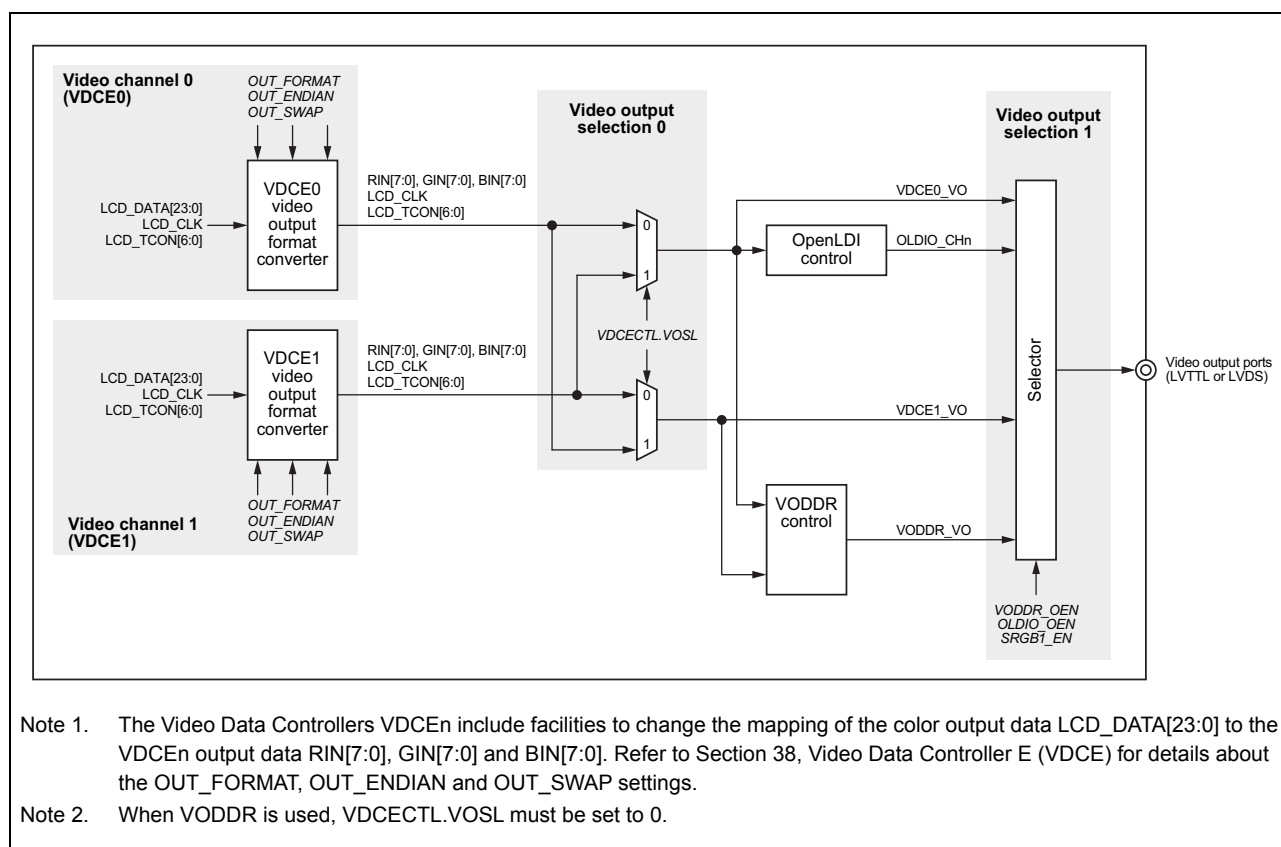 Video channel 0
(VDCE0)
OUT_FORMAT
OUT_ENDIAN
OUT_SWAP
VDCE0
video
output
format
converter
LCD_DATA[23:0]
LCD_CLK
LCD_TCON[6:0]
RIN[7:0], GIN[7:0], BIN[7:0]
LCD_CLK
LCD_TCON[6:0]
Video output
selection 0
0
1
VDCECTL.VOSL
0
1
Video channel 1
(VDCE1)
VDCE1
video
output
format
converter
LCD_DATA[23:0]
LCD_CLK
LCD_TCON[6:0]
RIN[7:0], GIN[7:0], BIN[7:0]
LCD_CLK
LCD_TCON[6:0]
OUT_FORMAT
OUT_ENDIAN
OUT_SWAP
OpenLDI
control
VODDR
control
VDCE0_VO
OLDIO_CHn
VDCE1_VO
VODDR_VO
Video output
selection 1
Selector
VODDR_OEN
OLDIO_OEN
SRGB1_EN
Video output ports
(LVTTL or LVDS)
Note 1. The Video Data Controllers VDCEn include facilities to change the mapping of the color output data LCD_DATA[23:0] to the
VDCEn output data RIN[7:0], GIN[7:0] and BIN[7:0]. Refer to Section 38, Video Data Controller E (VDCE) for details about
the OUT_FORMAT, OUT_ENDIAN and OUT_SWAP settings.
Note 2. When VODDR is used, VDCECTL.VOSL must be set to 0.